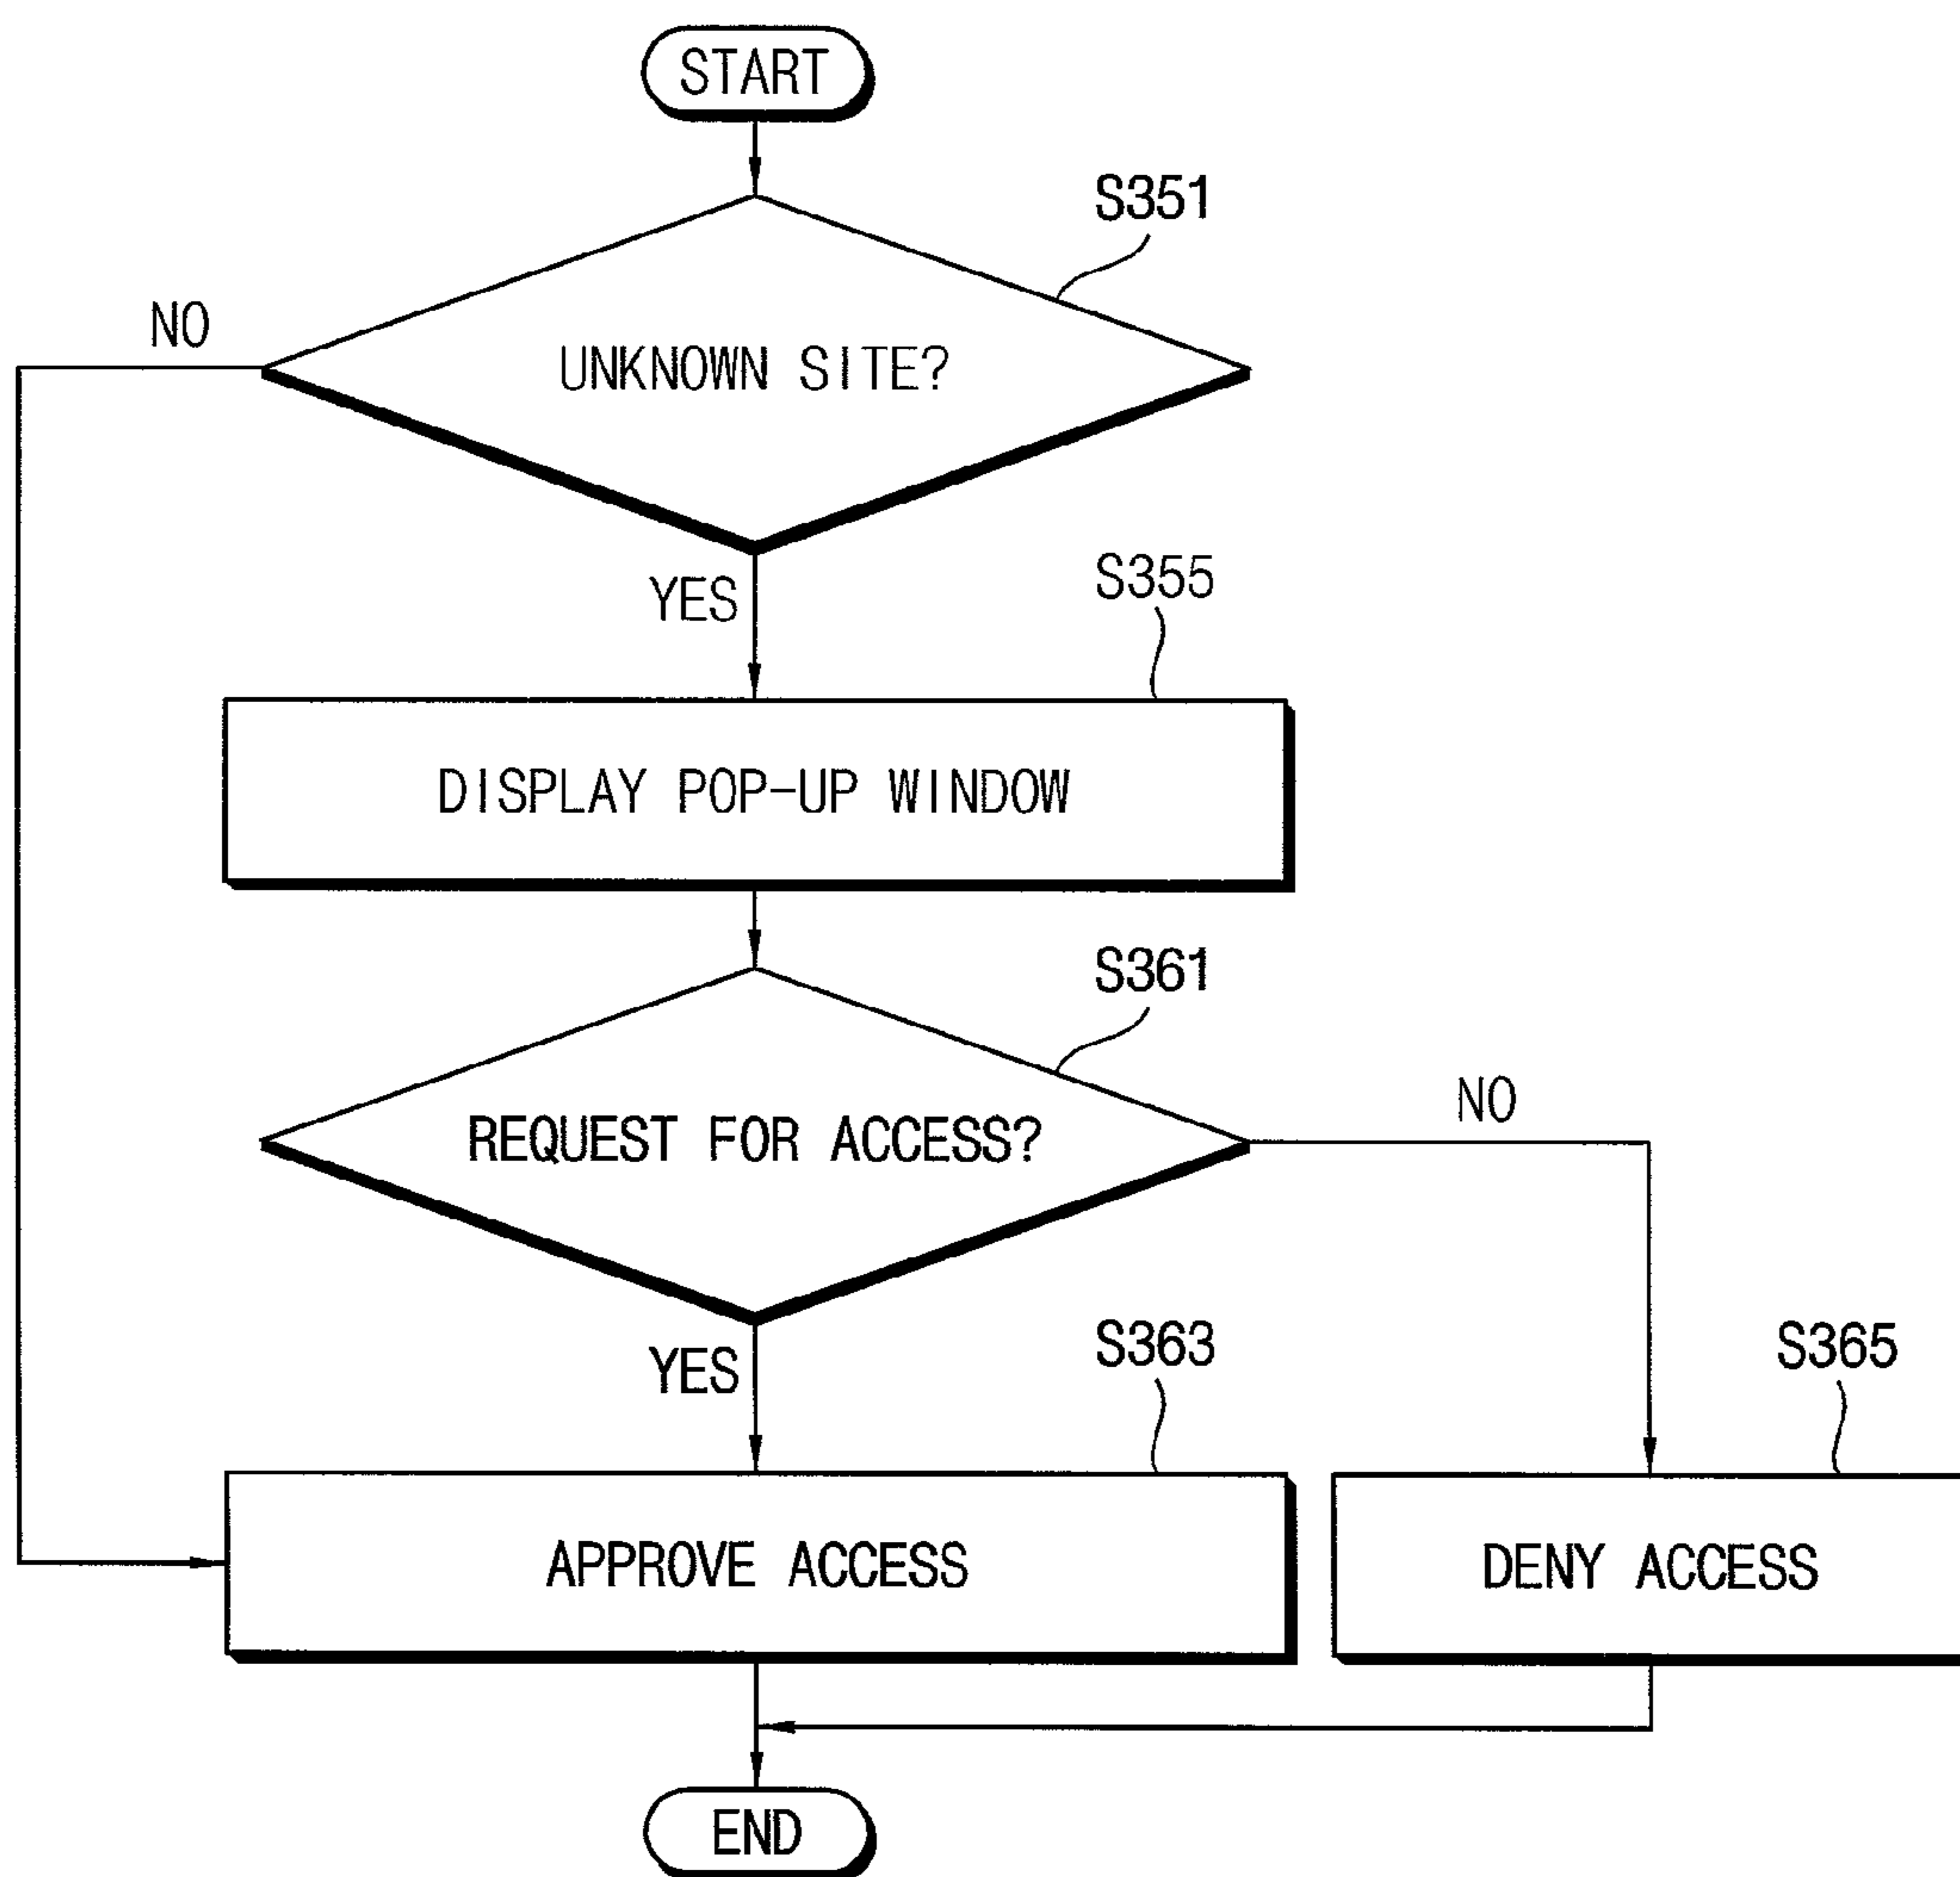 START
S351
NO
UNKNOWN SITE?
YES
S355
DISPLAY POP-UP WINDOW
S361
REQUEST FOR ACCESS?
NO
YES
S363
S365
APPROVE ACCESS
DENY ACCESS
END